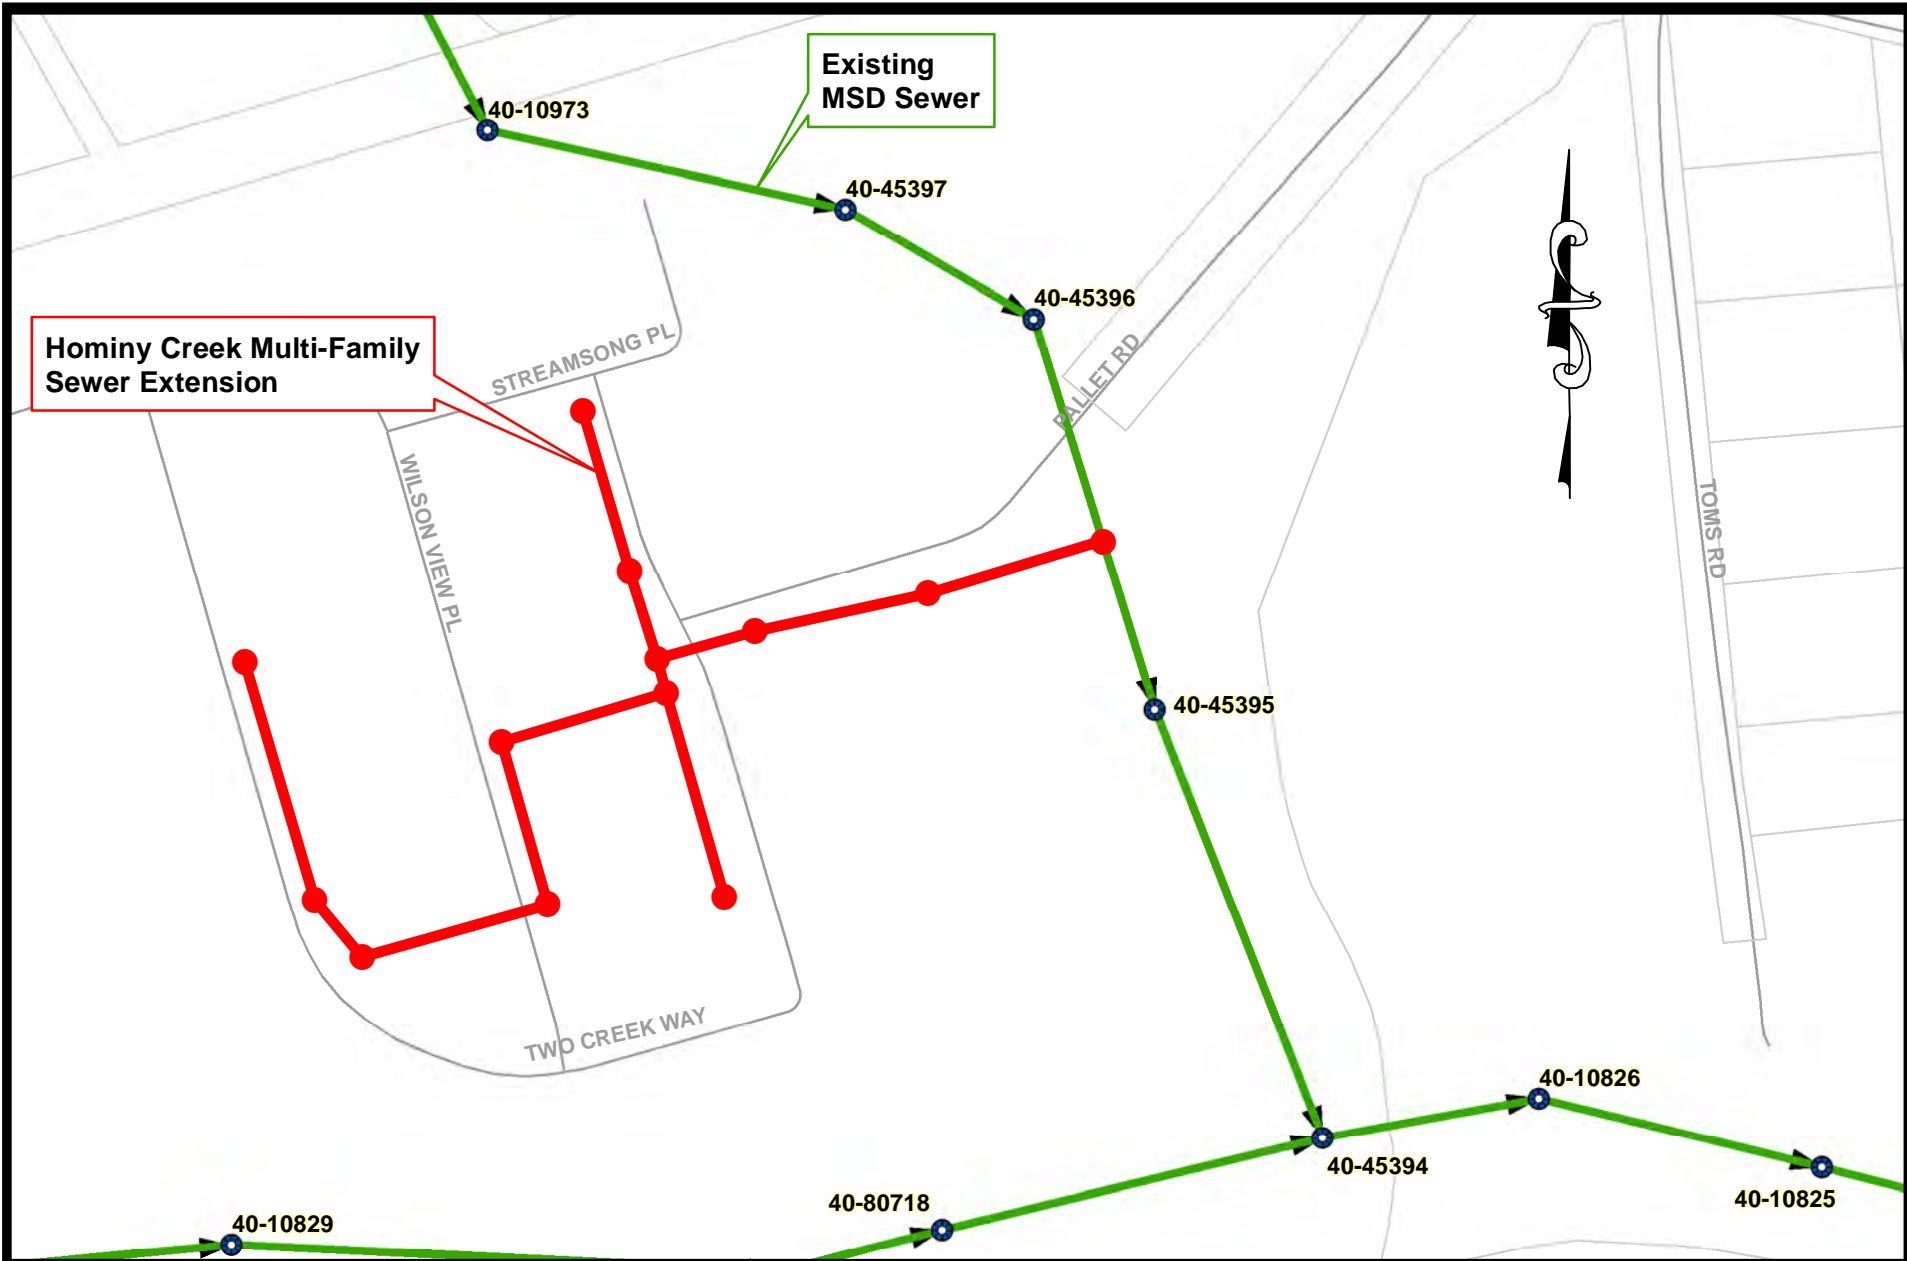 40-10973
Existing
MSD Sewer
40-45397
40-45396
Hominy Creek Multi-Family
Sewer Extension
STREAMSONG PL
PALLET RD
WILSON VIEW PL
TOMS RD
40-45395
TWO CREEK WAY
40-10826
40-45394
40-10825
40-80718
40-10829